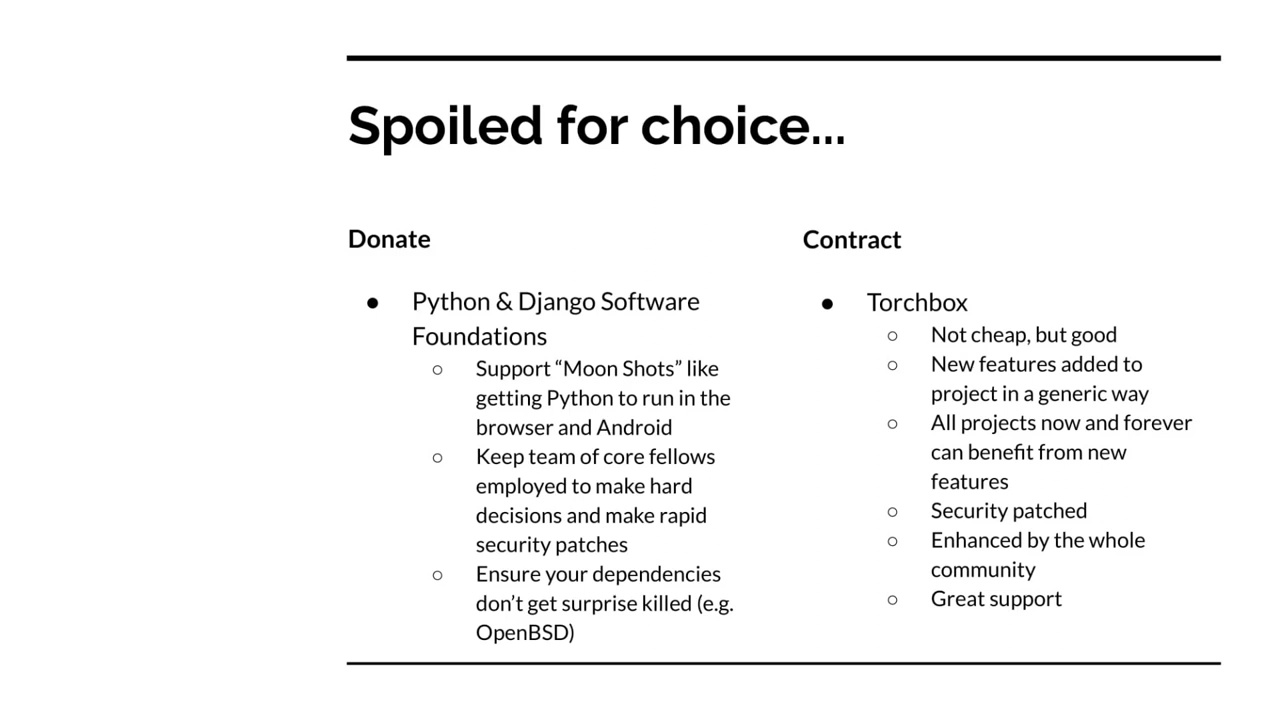 Spoiled for choice...
Donate
● Python & Django Software
Foundations
○ Support “Moon Shots” like
getting Python to run in the
browser and Android
○ Keep team of core fellows
employed to make hard
decisions and make rapid
security patches
○ Ensure your dependencies
don’t get surprise killed (e.g.
OpenBSD)
Contract
● Torchbox
○ Not cheap, but good
○ New features added to
project in a generic way
○ All projects now and forever
can benefit from new
features
○ Security patched
○ Enhanced by the whole
community
○ Great support